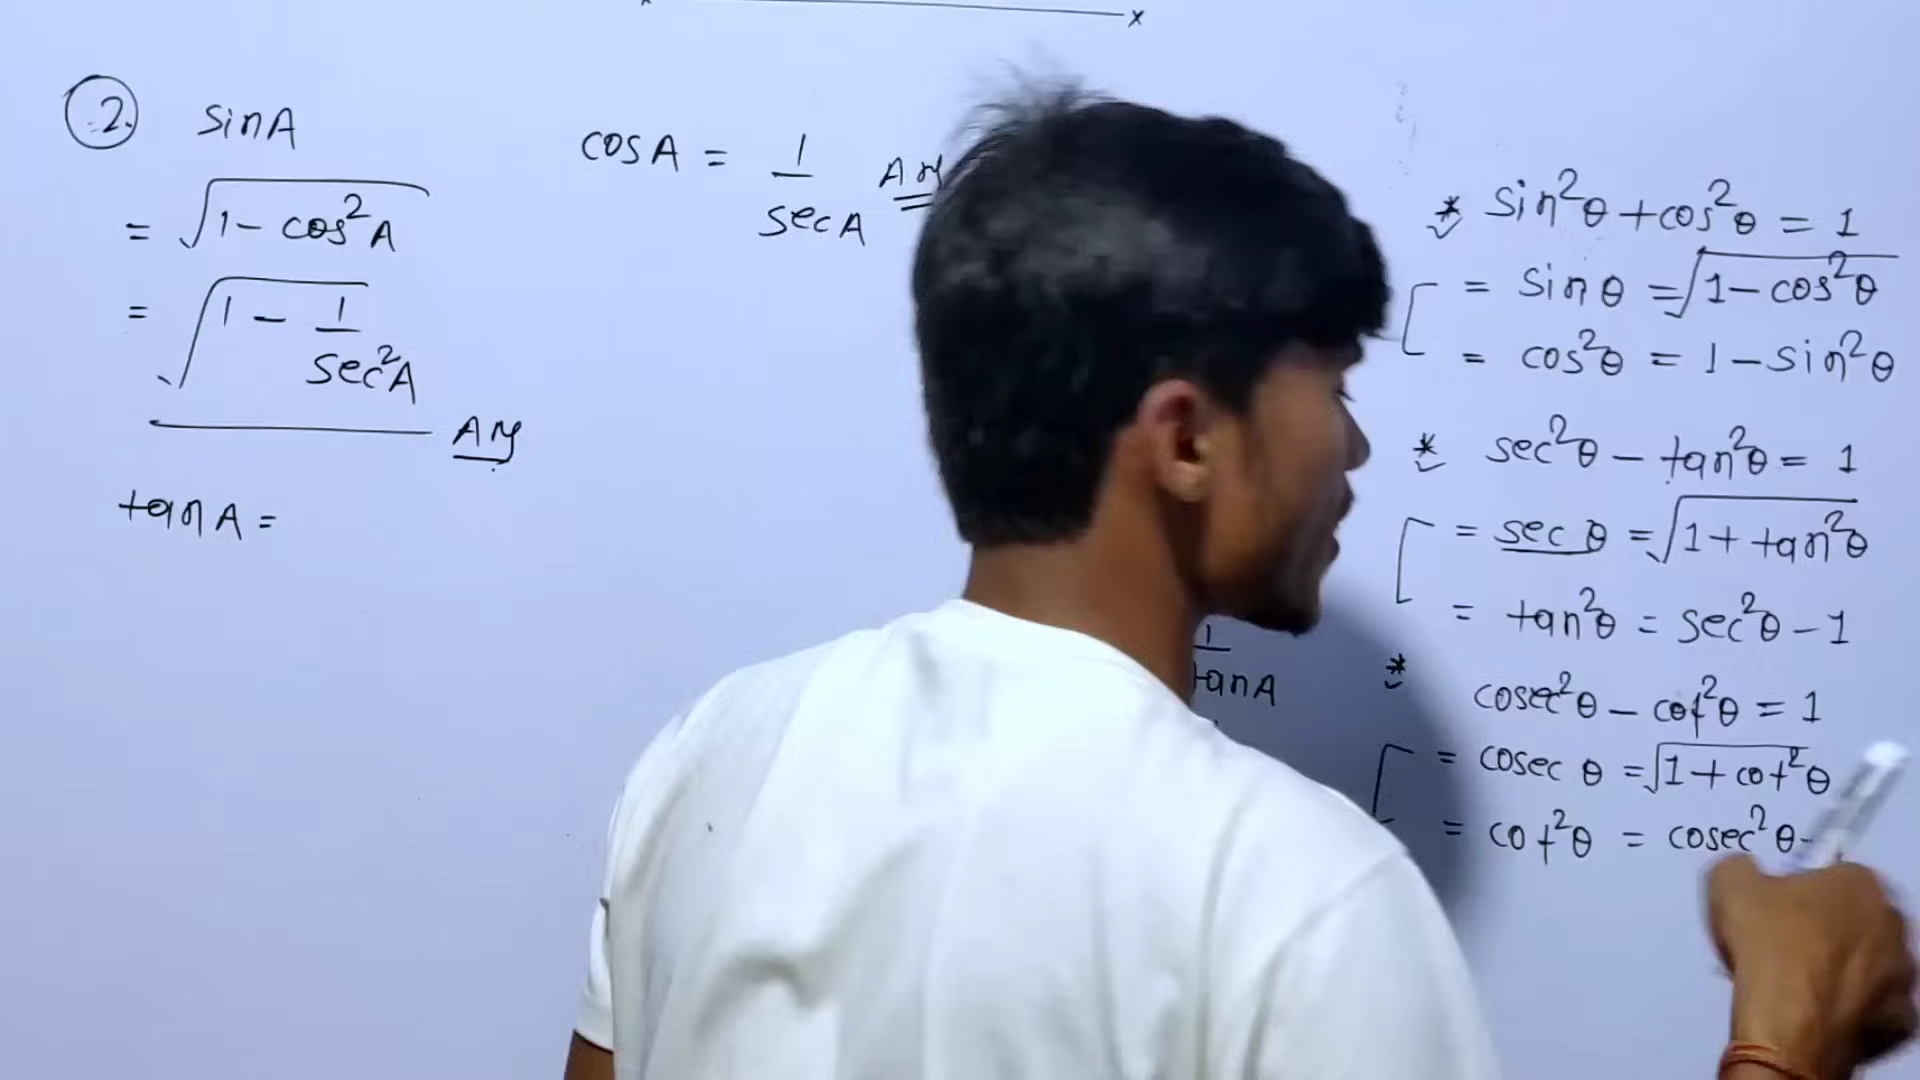 2. sinA
= √1 - cos²A
= √1 - 1/sec²A Ans
tanA =
cosA = 1/secA Ans
1/tanA
* sin²θ + cos²θ = 1
= sinθ = √1 - cos²θ
= cos²θ = 1 - sin²θ
* sec²θ - tan²θ = 1
= secθ = √1 + tan²θ
= tan²θ = sec²θ - 1
* cosec²θ - cot²θ = 1
= cosec θ = √1 + cot²θ
= cot²θ = cosec²θ -